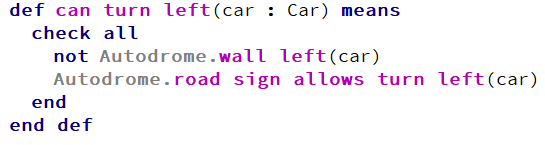 def can turn left(car : Car) means
check all
not Autodrome.wall left(car)
Autodrome.road sign allows turn left(car)
end
end def